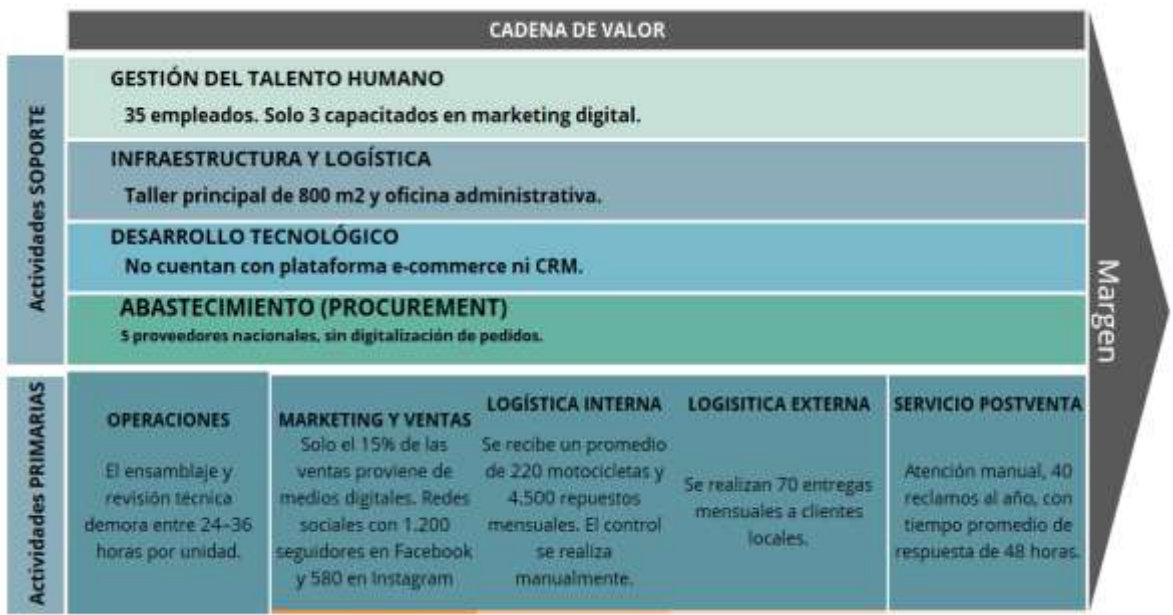 CADENA DE VALOR
Actividades SOPORTE
GESTIÓN DEL TALENTO HUMANO
35 empleados. Solo 3 capacitados en marketing digital.
INFRAESTRUCTURA Y LOGÍSTICA
Taller principal de 800 m2 y oficina administrativa.
DESARROLLO TECNOLÓGICO
No cuentan con plataforma e-commerce ni CRM.
ABASTECIMIENTO (PROCUREMENT)
5 proveedores nacionales, sin digitalización de pedidos.
Margen
Actividades PRIMARIAS
OPERACIONES
El ensamblaje y
revisión técnica
demora entre 24-36
horas por unidad.
MARKETING Y VENTAS
Solo el 15% de las
ventas proviene de
medios digitales. Redes
sociales con 1.200
seguidores en Facebook
y 580 en Instagram
LOGÍSTICA INTERNA
Se recibe un promedio
de 220 motocicletas y
4.500 repuestos
mensuales. El control
se realiza
manualmente.
LOGISITICA EXTERNA
Se realizan 70 entregas
mensuales a clientes
locales.
SERVICIO POSTVENTA
Atención manual, 40
reclamos al año, con
tiempo promedio de
respuesta de 48 horas.